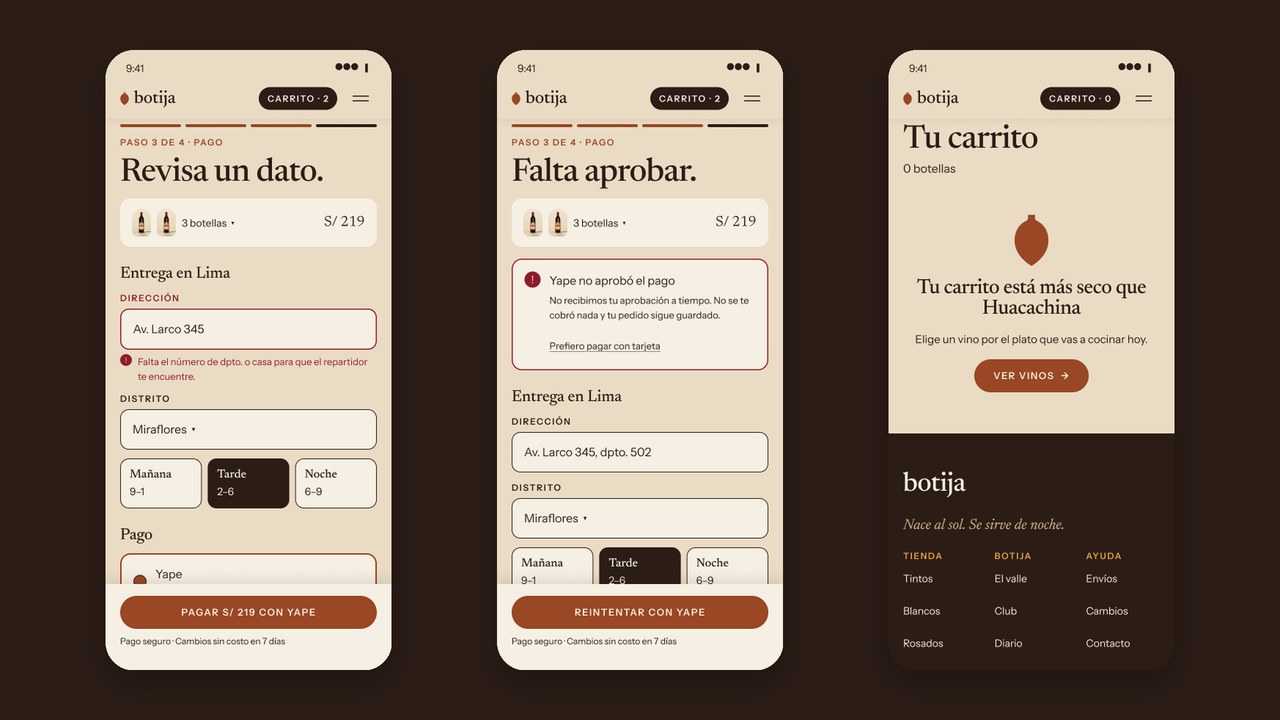 9:41
botija
CARRITO · 2
PASO 3 DE 4 · PAGO
Revisa un dato.
3 botellas
S/ 219
Entrega en Lima
DIRECCIÓN
Av. Larco 345
! Falta el número de dpto. o casa para que el repartidor
te encuentre.
DISTRITO
Miraflores
Mañana
9–1
Tarde
2–6
Noche
6–9
Pago
Yape
PAGAR S/ 219 CON YAPE
Pago seguro · Cambios sin costo en 7 días
9:41
botija
CARRITO · 2
PASO 3 DE 4 · PAGO
Falta aprobar.
3 botellas
S/ 219
! Yape no aprobó el pago
No recibimos tu aprobación a tiempo. No se te
cobró nada y tu pedido sigue guardado.
Prefiero pagar con tarjeta
Entrega en Lima
DIRECCIÓN
Av. Larco 345, dpto. 502
DISTRITO
Miraflores
Mañana
9–1
Tarde
2–6
Noche
6–9
REINTENTAR CON YAPE
Pago seguro · Cambios sin costo en 7 días
9:41
botija
CARRITO · 0
Tu carrito
0 botellas
Tu carrito está más seco que
Huacachina
Elige un vino por el plato que vas a cocinar hoy.
VER VINOS →
botija
Nace al sol. Se sirve de noche.
TIENDA
BOTIJA
AYUDA
Tintos
El valle
Envíos
Blancos
Club
Cambios
Rosados
Diario
Contacto